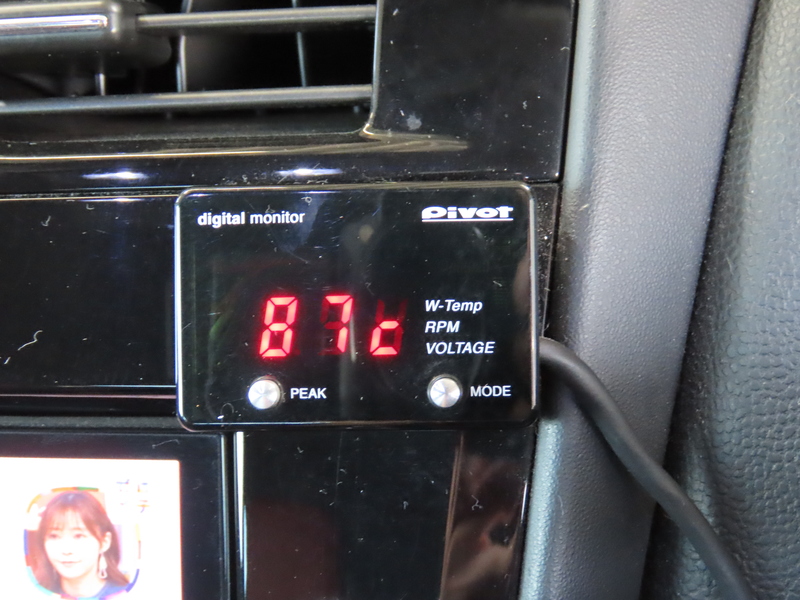 digital monitor
Pivot
87c
W-Temp
RPM
VOLTAGE
PEAK
MODE